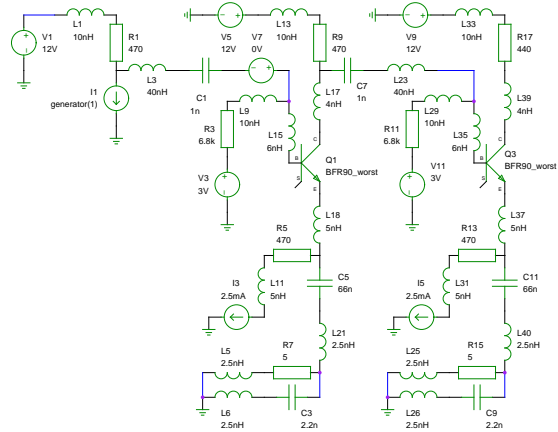 V1
12V
L1
10nH
R1
470
L3
40nH
I1
generator(1)
C1
1n
V5
12V
V7
0V
L13
10nH
R9
470
L17
4nH
C7
1n
L9
10nH
R3
6.8k
L15
6nH
V3
3V
C
B
S
E
Q1
BFR90_worst
L18
5nH
R5
470
I3
2.5mA
L11
5nH
C5
66n
L21
2.5nH
L5
2.5nH
R7
5
L6
2.5nH
C3
2.2n
V9
12V
L33
10nH
R17
440
L23
40nH
L39
4nH
L29
10nH
R11
6.8k
L35
6nH
V11
3V
C
B
S
E
Q3
BFR90_worst
L37
5nH
R13
470
I5
2.5mA
L31
5nH
C11
66n
L40
2.5nH
L25
2.5nH
R15
5
L26
2.5nH
C9
2.2n